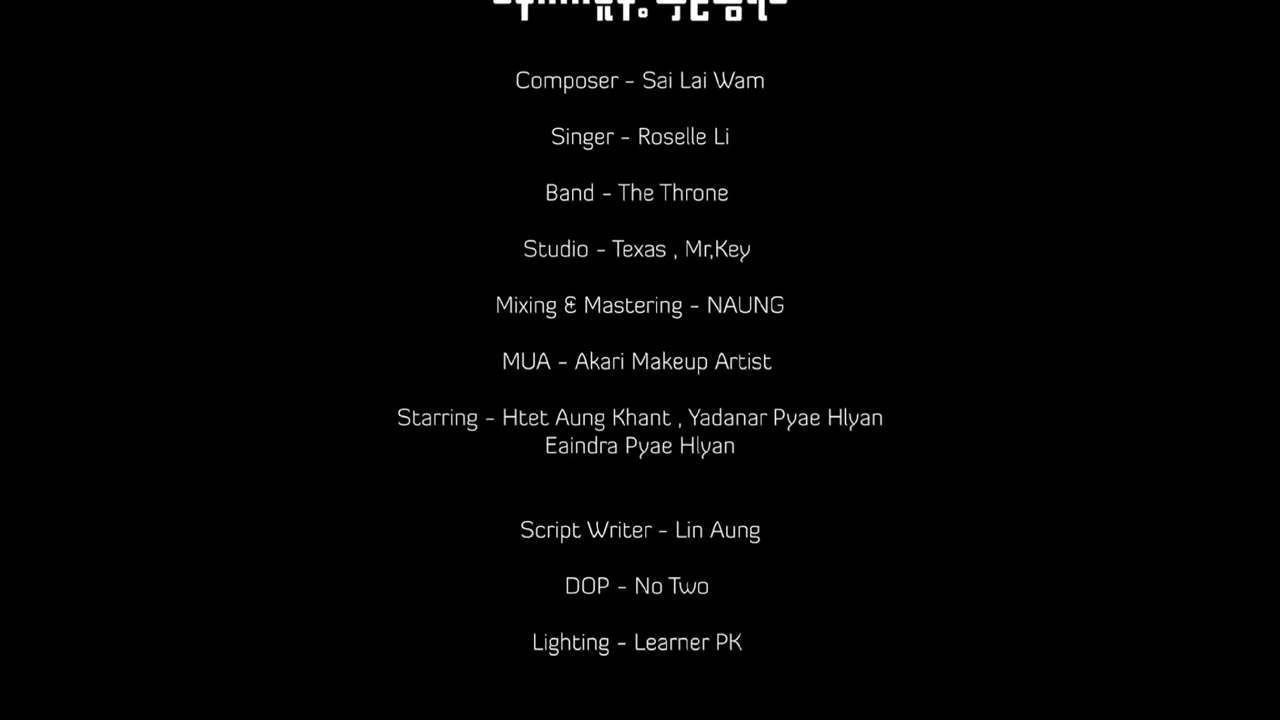 Composer - Sai Lai Wam
Singer - Roselle Li
Band - The Throne
Studio - Texas , Mr,Key
Mixing & Mastering - NAUNG
MUA - Akari Makeup Artist
Starring - Htet Aung Khant , Yadanar Pyae Hlyan
Eaindra Pyae Hlyan
Script Writer - Lin Aung
DOP - No Two
Lighting - Learner PK